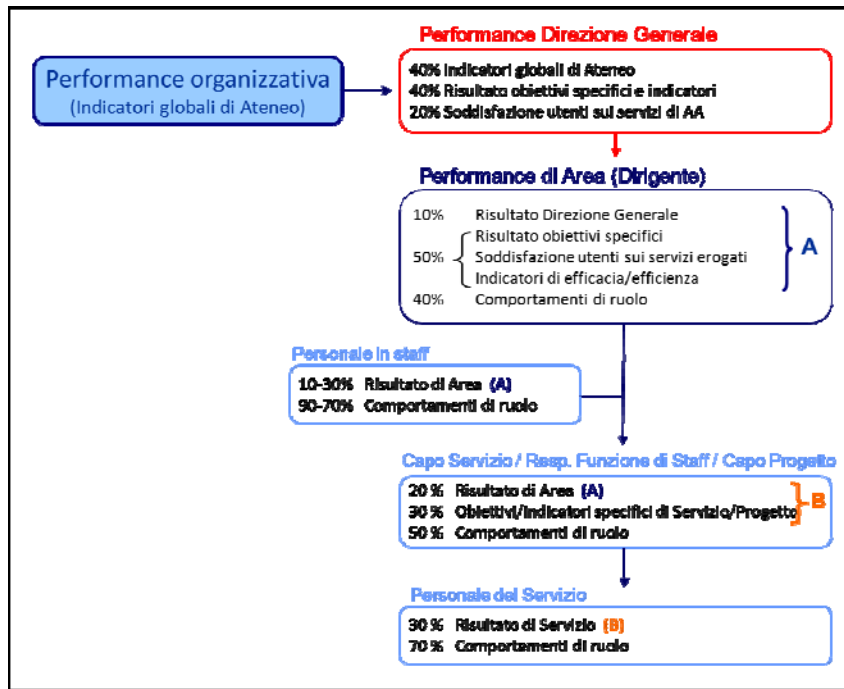 Performance organizzativa
(Indicatori globali di Ateneo)
Performance Direzione Generale
40% Indicatori globali di Ateneo
40% Risultato obiettivi specifici e indicatori
20% Soddisfazione utenti sui servizi di AA
Performance di Area (Dirigente)
10% Risultato Direzione Generale
Risultato obiettivi specifici
50% Soddisfazione utenti sui servizi erogati
Indicatori di efficacia/efficienza
40% Comportamenti di ruolo
A
Personale in staff
10-30% Risultato di Area (A)
90-70% Comportamenti di ruolo
Capo Servizio / Resp. Funzione di Staff / Capo Progetto
20 % Risultato di Area (A)
30 % Obiettivi/Indicatori specifici di Servizio/Progetto
50 % Comportamenti di ruolo
B
Personale del Servizio
30 % Risultato di Servizio (B)
70 % Comportamenti di ruolo